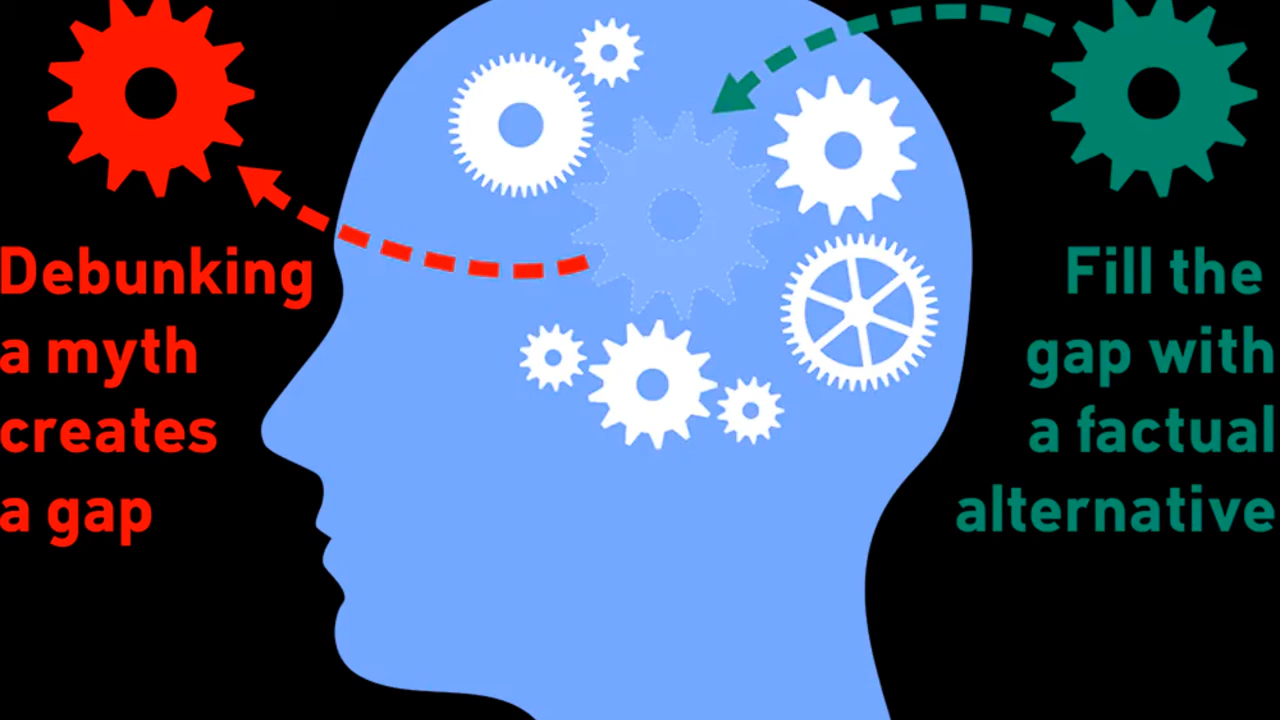 Debunking
a myth
creates
a gap
Fill the
gap with
a factual
alternative